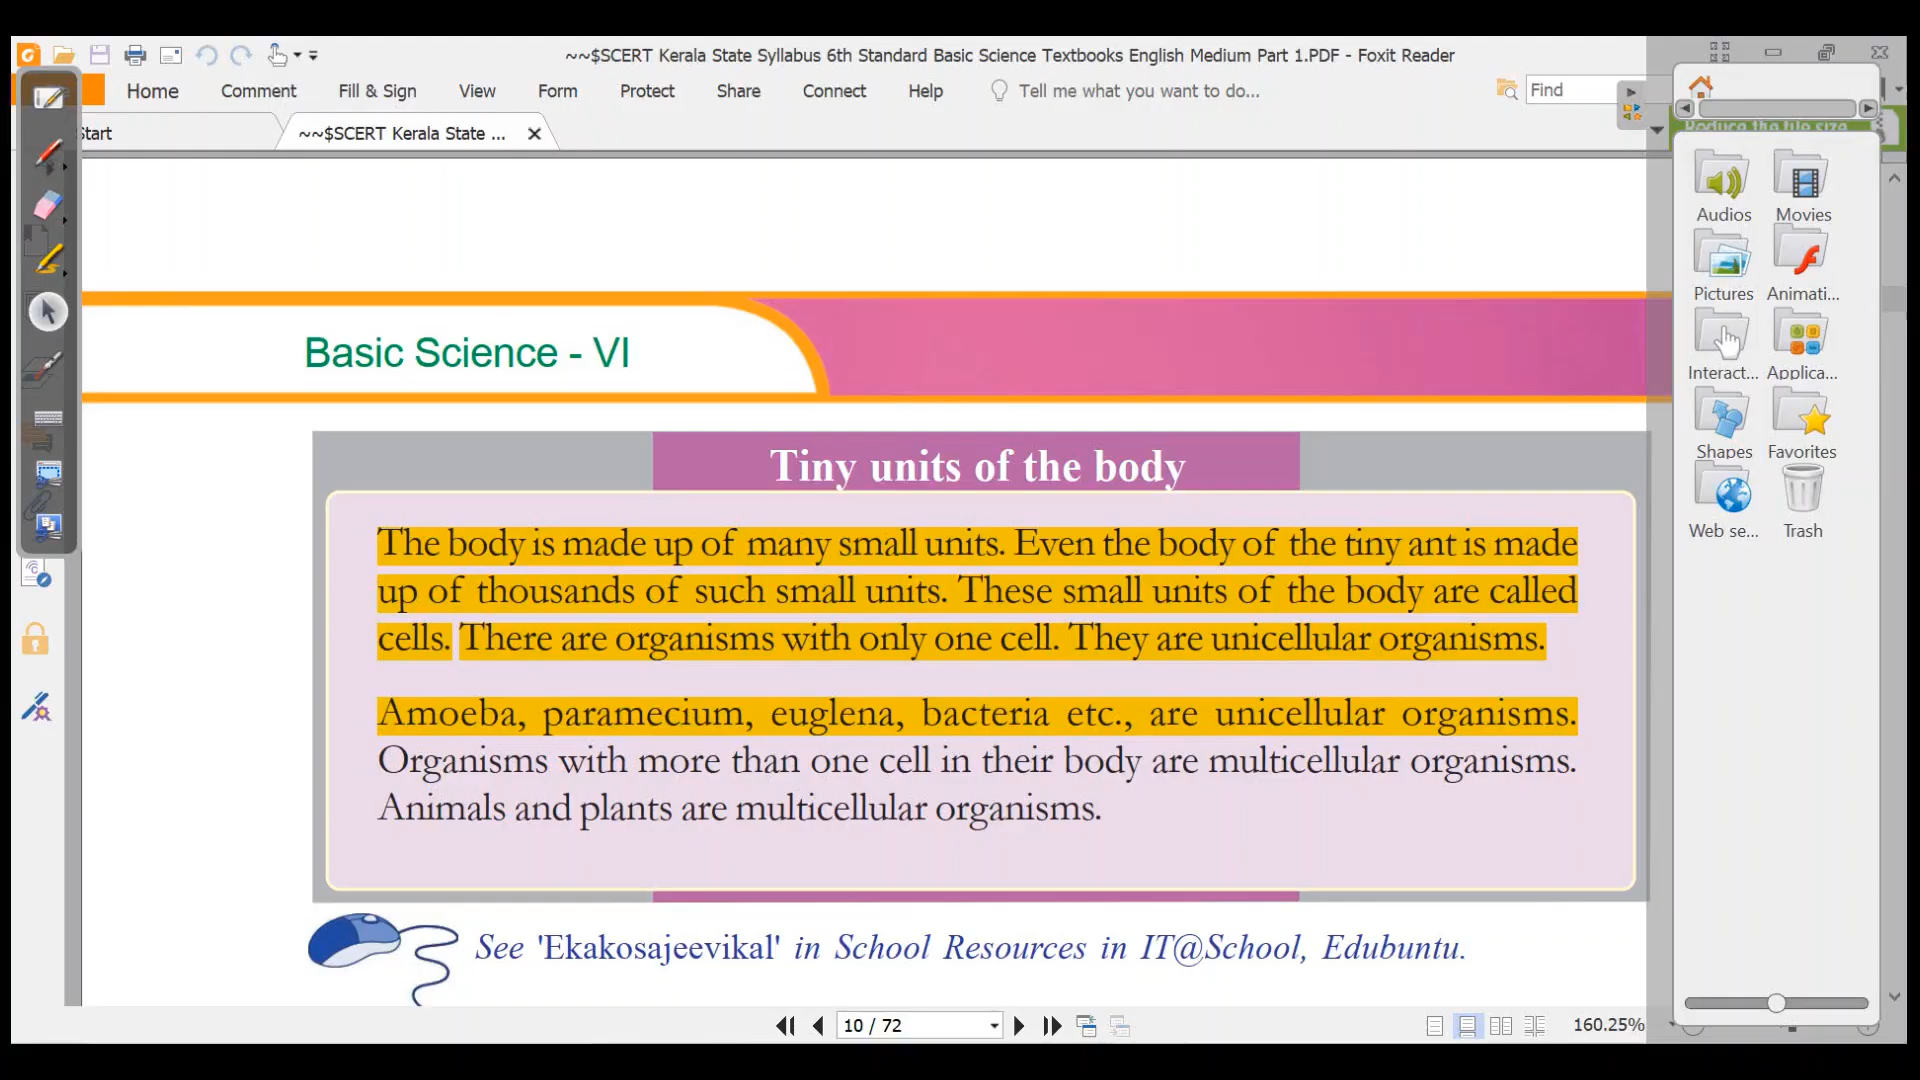 ~~$SCERT Kerala State Syllabus 6th Standard Basic Science Textbooks English Medium Part 1.PDF - Foxit Reader
Home Comment Fill & Sign View Form Protect Share Connect Help Tell me what you want to do... Find
tart ~~$SCERT Kerala State ...
Reduce the file size
Basic Science - VI
Tiny units of the body
The body is made up of many small units. Even the body of the tiny ant is made
up of thousands of such small units. These small units of the body are called
cells. There are organisms with only one cell. They are unicellular organisms.
Amoeba, paramecium, euglena, bacteria etc., are unicellular organisms.
Organisms with more than one cell in their body are multicellular organisms.
Animals and plants are multicellular organisms.
See 'Ekakosajeevikal' in School Resources in IT@School, Edubuntu.
10 / 72
160.25%
Audios Movies
Pictures Animati...
Interact... Applica...
Shapes Favorites
Web se... Trash